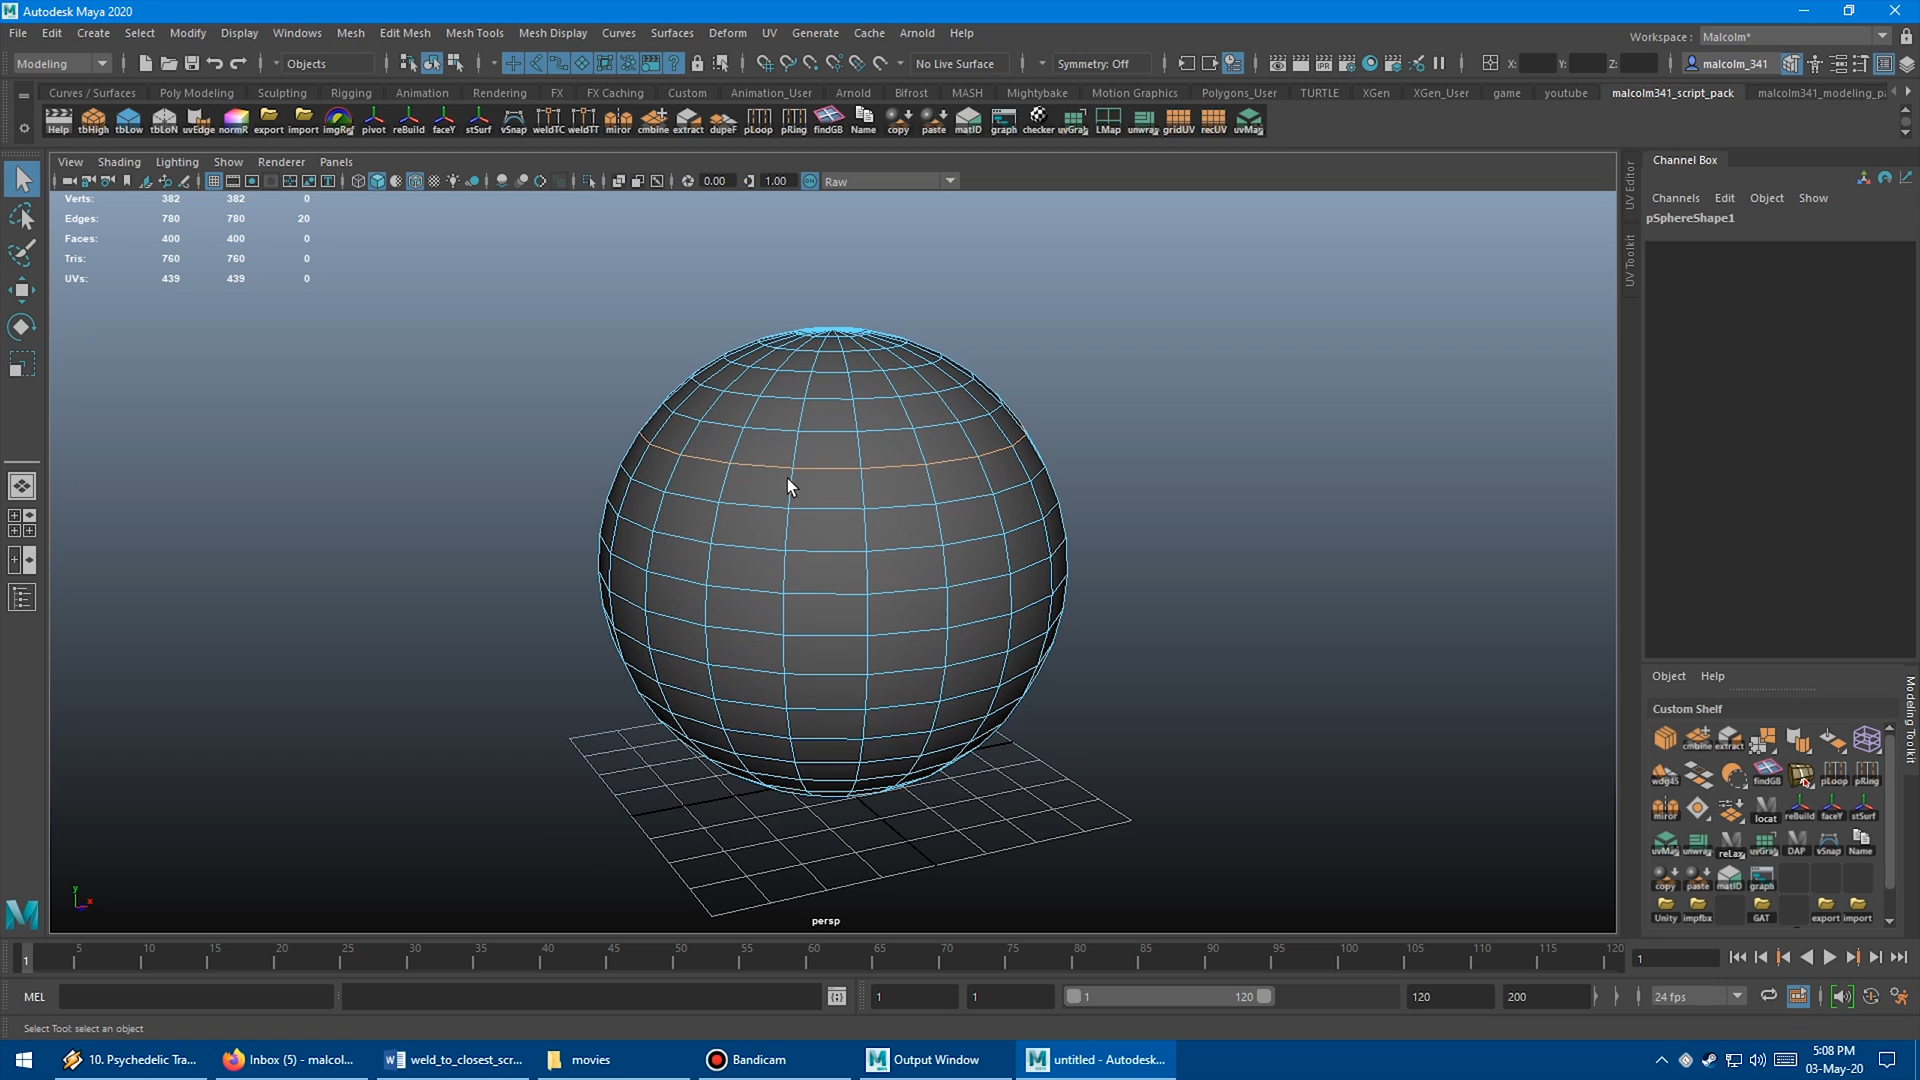 Autodesk Maya 2020
File Edit Create Select Modify Display Windows Mesh Edit Mesh Mesh Tools Mesh Display Curves Surfaces Deform UV Generate Cache Arnold Help
Workspace : Malcolm*
Modeling Objects No Live Surface Symmetry: Off X: Y: Z: malcolm_341
Curves / Surfaces Poly Modeling Sculpting Rigging Animation Rendering FX FX Caching Custom Animation_User Arnold Bifrost MASH Mightybake Motion Graphics Polygons_User TURTLE XGen XGen_User game youtube malcolm341_script_pack malcolm341_modeling_p
Help tbHigh tbLow tbLoN uvEdge normR export import imgRef pivot reBuild faceY stSurf vSnap weldTC weldTT miror cmbine extract dupeF pLoop pRing findGB Name copy paste matID graph checker uvGrab LMap unwra gridUV recUV uvMap
View Shading Lighting Show Renderer Panels
0.00 1.00 Raw
Verts: 382 382 0
Edges: 780 780 20
Faces: 400 400 0
Tris: 760 760 0
UVs: 439 439 0
persp
y x
UV Editor
UV Toolkit
Channel Box
Channels Edit Object Show
pSphereShape1
Object Help
Custom Shelf
cmbine extract
wdg45 findGB pLoop pRing
miror locat reBuild faceY stSurf
uvMap unwra reLax uvGrab DAP vSnap Name
copy paste matID graph
Unity impfbx GAT export import
Modeling Toolkit
1 5 10 15 20 25 30 35 40 45 50 55 60 65 70 75 80 85 90 95 100 105 110 115 120 1
MEL 1 1 1 120 120 200 24 fps
Select Tool: select an object
10. Psychedelic Tra... Inbox (5) - malcol... weld_to_closest_scr... movies Bandicam Output Window untitled - Autodesk...
5:08 PM
03-May-20